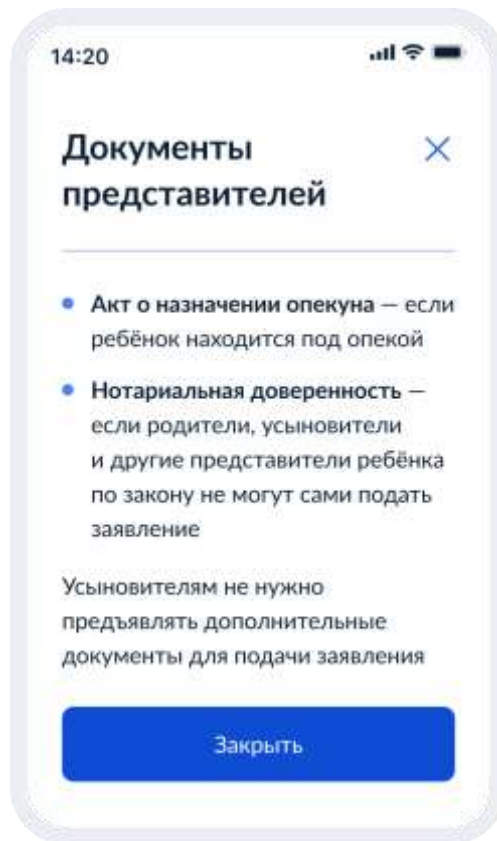 14:20
Документы
представителей
Акт о назначении опекуна — если
ребёнок находится под опекой
Нотариальная доверенность —
если родители, усыновители
и другие представители ребёнка
по закону не могут сами подать
заявление
Усыновителям не нужно
предъявлять дополнительные
документы для подачи заявления
Закрыть